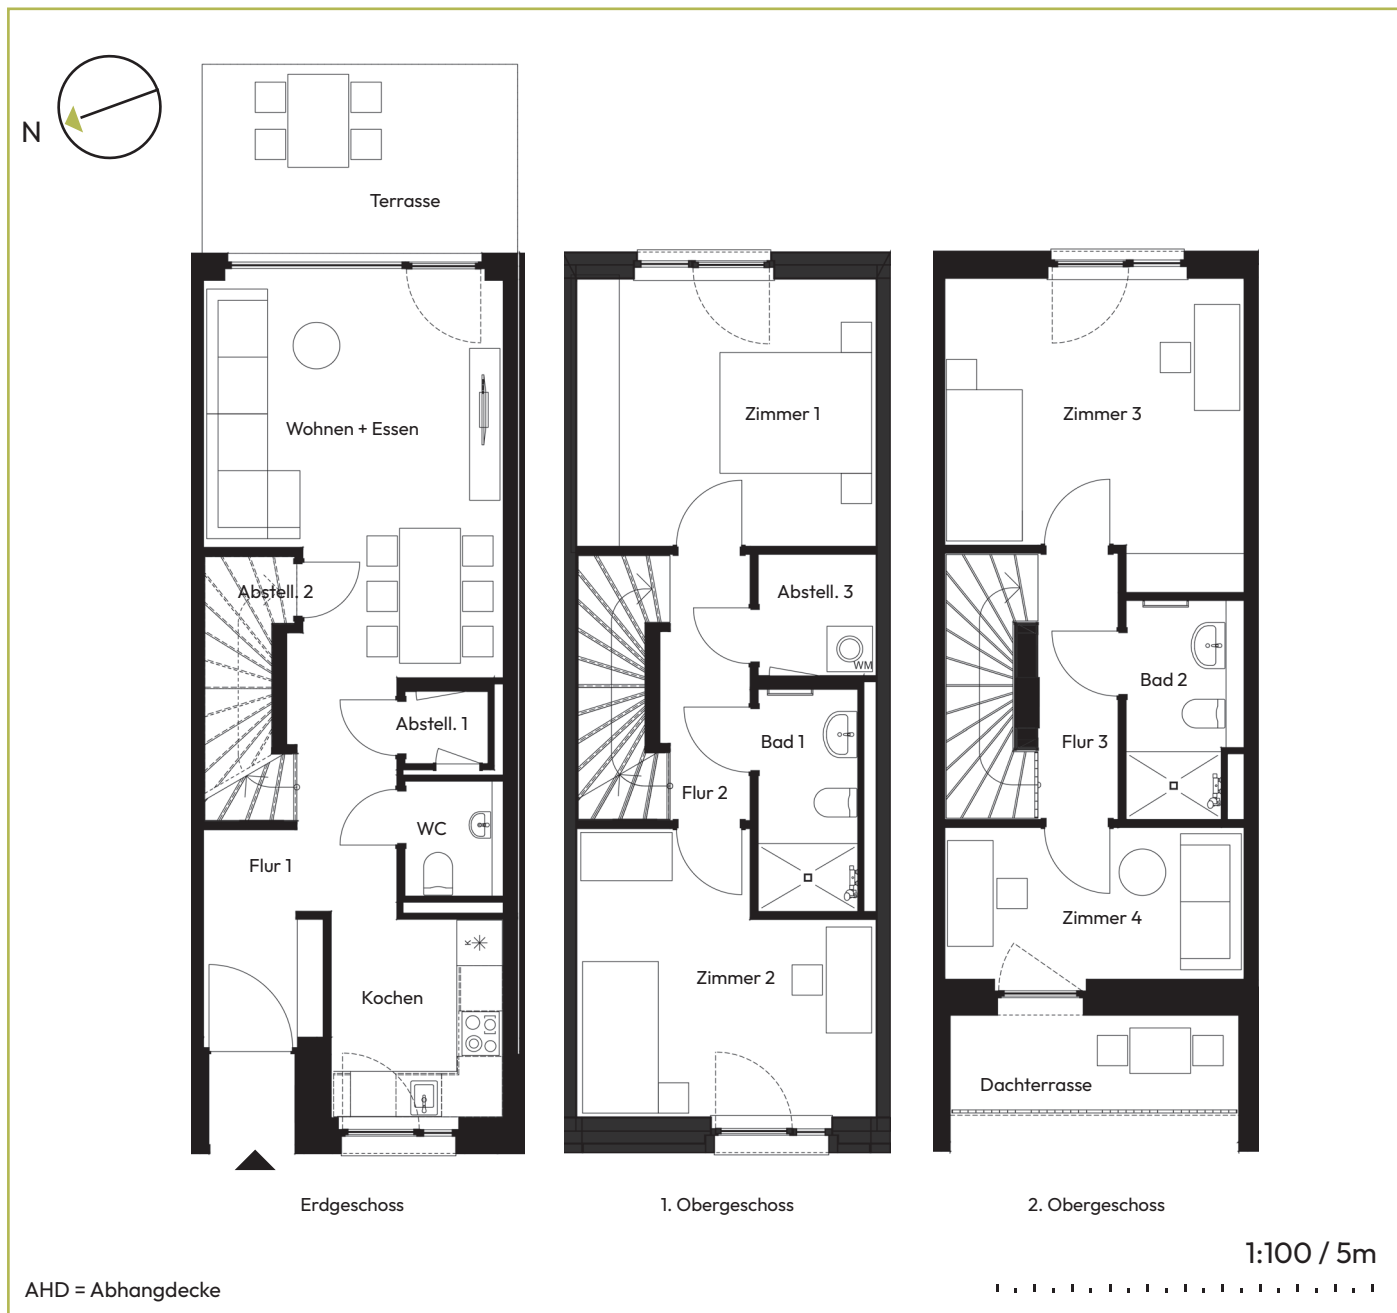 N
Terrasse
Wohnen + Essen
Abstell. 2
Abstell. 1
WC
Flur 1
K
Kochen
Erdgeschoss
Zimmer 1
Abstell. 3
WM
Bad 1
Flur 2
Zimmer 2
1. Obergeschoss
Zimmer 3
Bad 2
Flur 3
Zimmer 4
Dachterrasse
2. Obergeschoss
1:100 / 5m
AHD = Abhangdecke